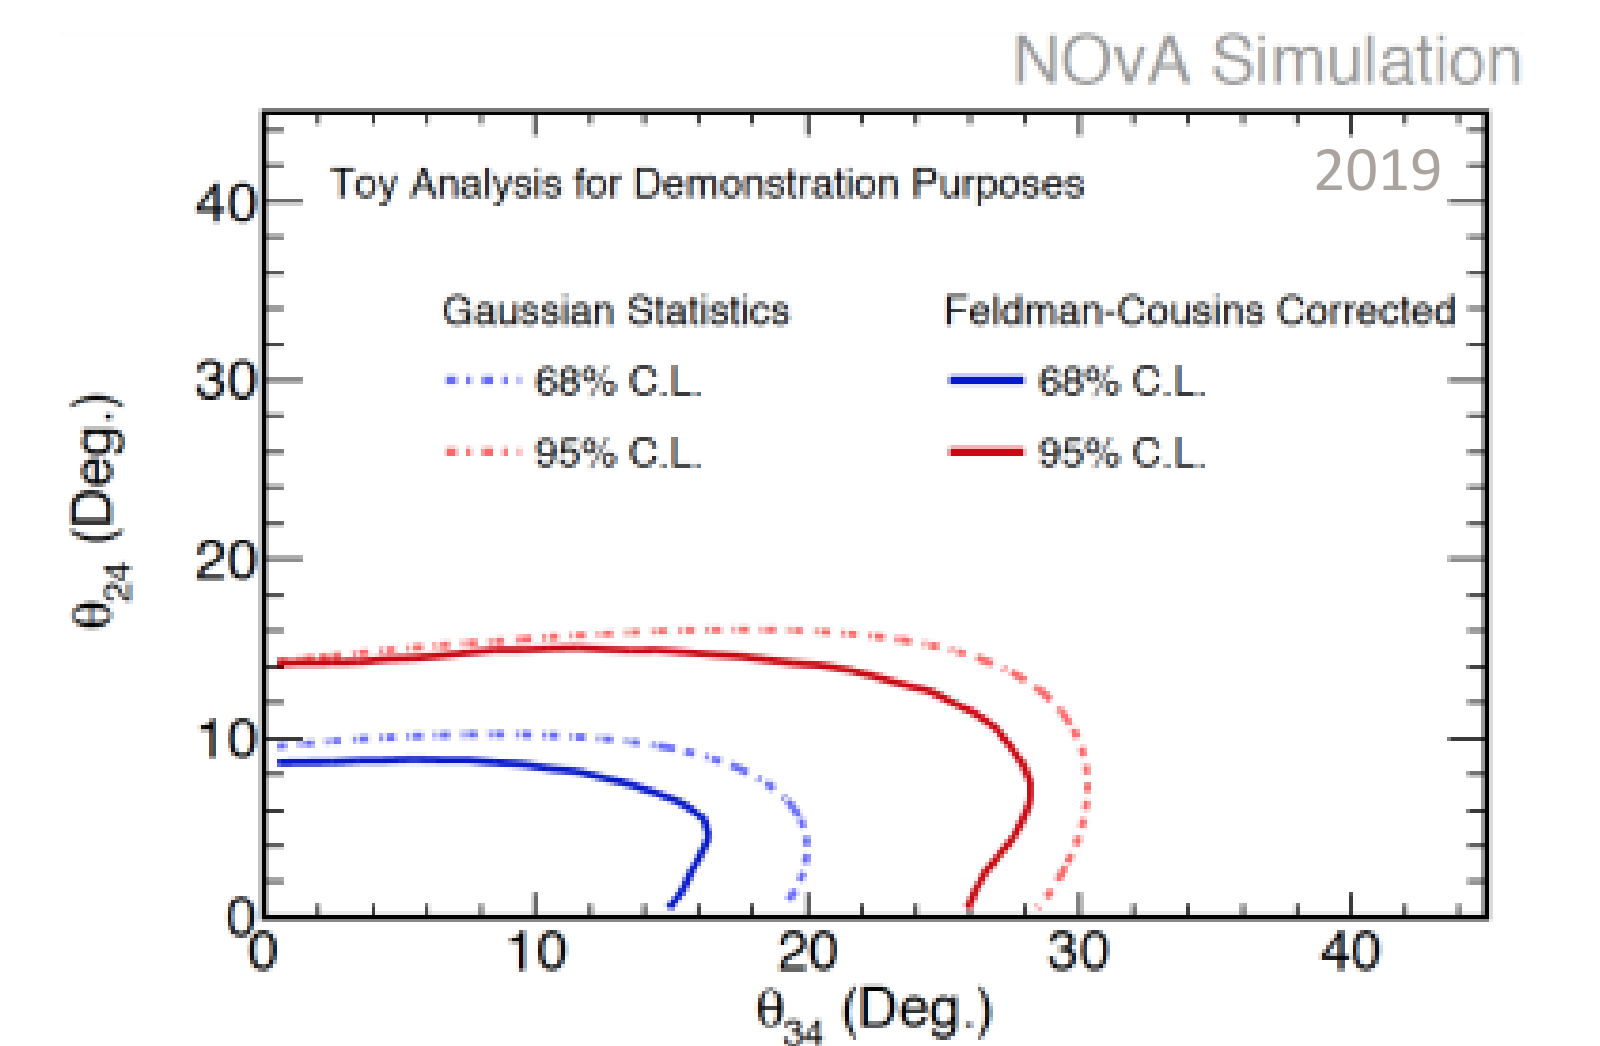 NOvA Simulation
Toy Analysis for Demonstration Purposes
2019
Gaussian Statistics
Feldman-Cousins Corrected
68% C.L.
68% C.L.
95% C.L.
95% C.L.
40
30
20
10
0
θ24 (Deg.)
0 10 20 30 40
θ34 (Deg.)